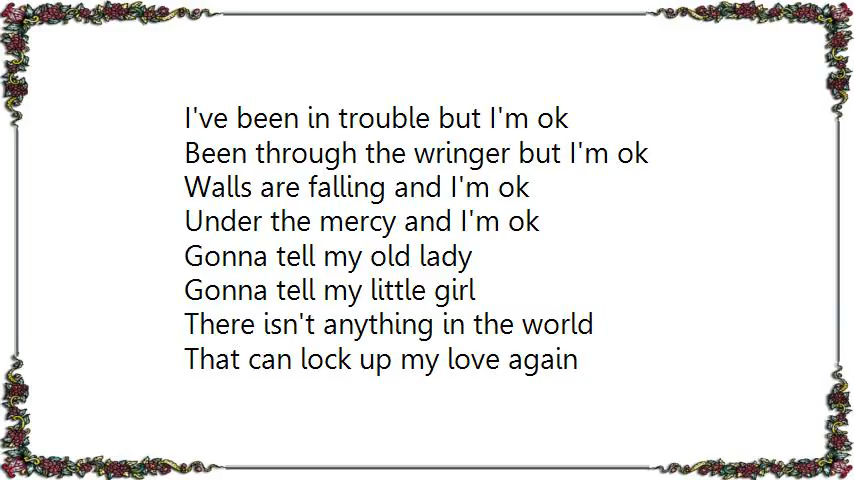 I've been in trouble but I'm ok
Been through the wringer but I'm ok
Walls are falling and I'm ok
Under the mercy and I'm ok
Gonna tell my old lady
Gonna tell my little girl
There isn't anything in the world
That can lock up my love again